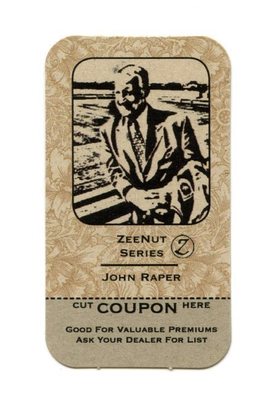 ZeeNut
Series Z
John Raper
CUT COUPON HERE
Good For Valuable Premiums
Ask Your Dealer For List